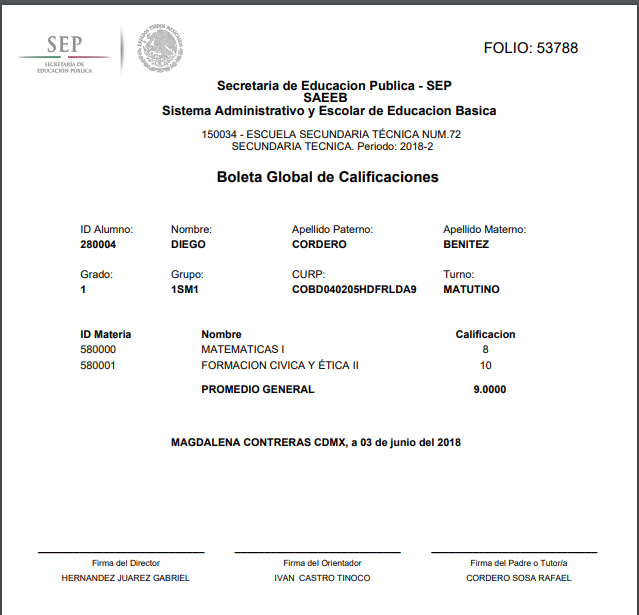 SEP
SECRETARÍA DE
EDUCACIÓN PÚBLICA
ESTADOS UNIDOS MEXICANOS
FOLIO: 53788
Secretaria de Educacion Publica - SEP
SAEEB
Sistema Administrativo y Escolar de Educacion Basica
150034 - ESCUELA SECUNDARIA TÉCNICA NUM.72
SECUNDARIA TECNICA. Periodo: 2018-2
Boleta Global de Calificaciones
ID Alumno: Nombre: Apellido Paterno: Apellido Materno:
280004 DIEGO CORDERO BENITEZ
Grado: Grupo: CURP: Turno:
1 1SM1 COBD040205HDFRLDA9 MATUTINO
ID Materia Nombre Calificacion
580000 MATEMATICAS I 8
580001 FORMACION CIVICA Y ÉTICA II 10
PROMEDIO GENERAL 9.0000
MAGDALENA CONTRERAS CDMX, a 03 de junio del 2018
Firma del Director Firma del Orientador Firma del Padre o Tutor/a
HERNANDEZ JUAREZ GABRIEL IVAN CASTRO TINOCO CORDERO SOSA RAFAEL